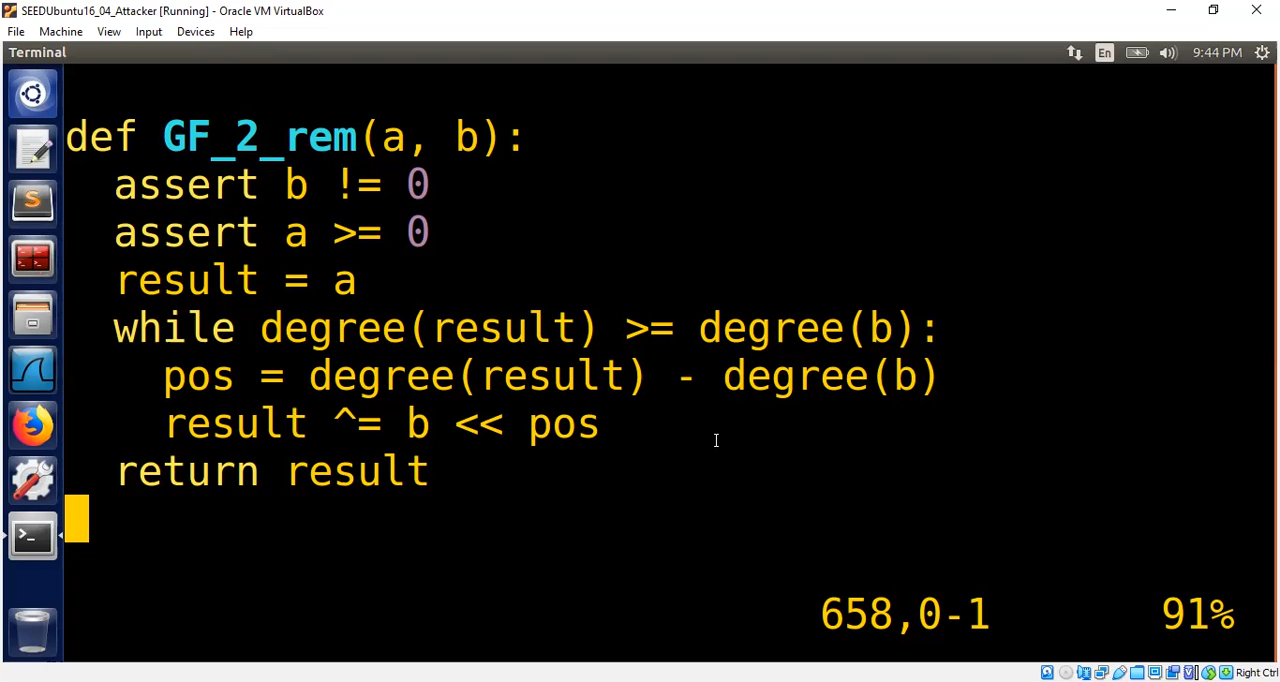 SEEDUbuntu16_04_Attacker [Running] - Oracle VM VirtualBox
File Machine View Input Devices Help
Terminal En 9:44 PM
def GF_2_rem(a, b):
  assert b != 0
  assert a >= 0
  result = a
  while degree(result) >= degree(b):
    pos = degree(result) - degree(b)
    result ^= b << pos
  return result
658,0-1 91%
Right Ctrl